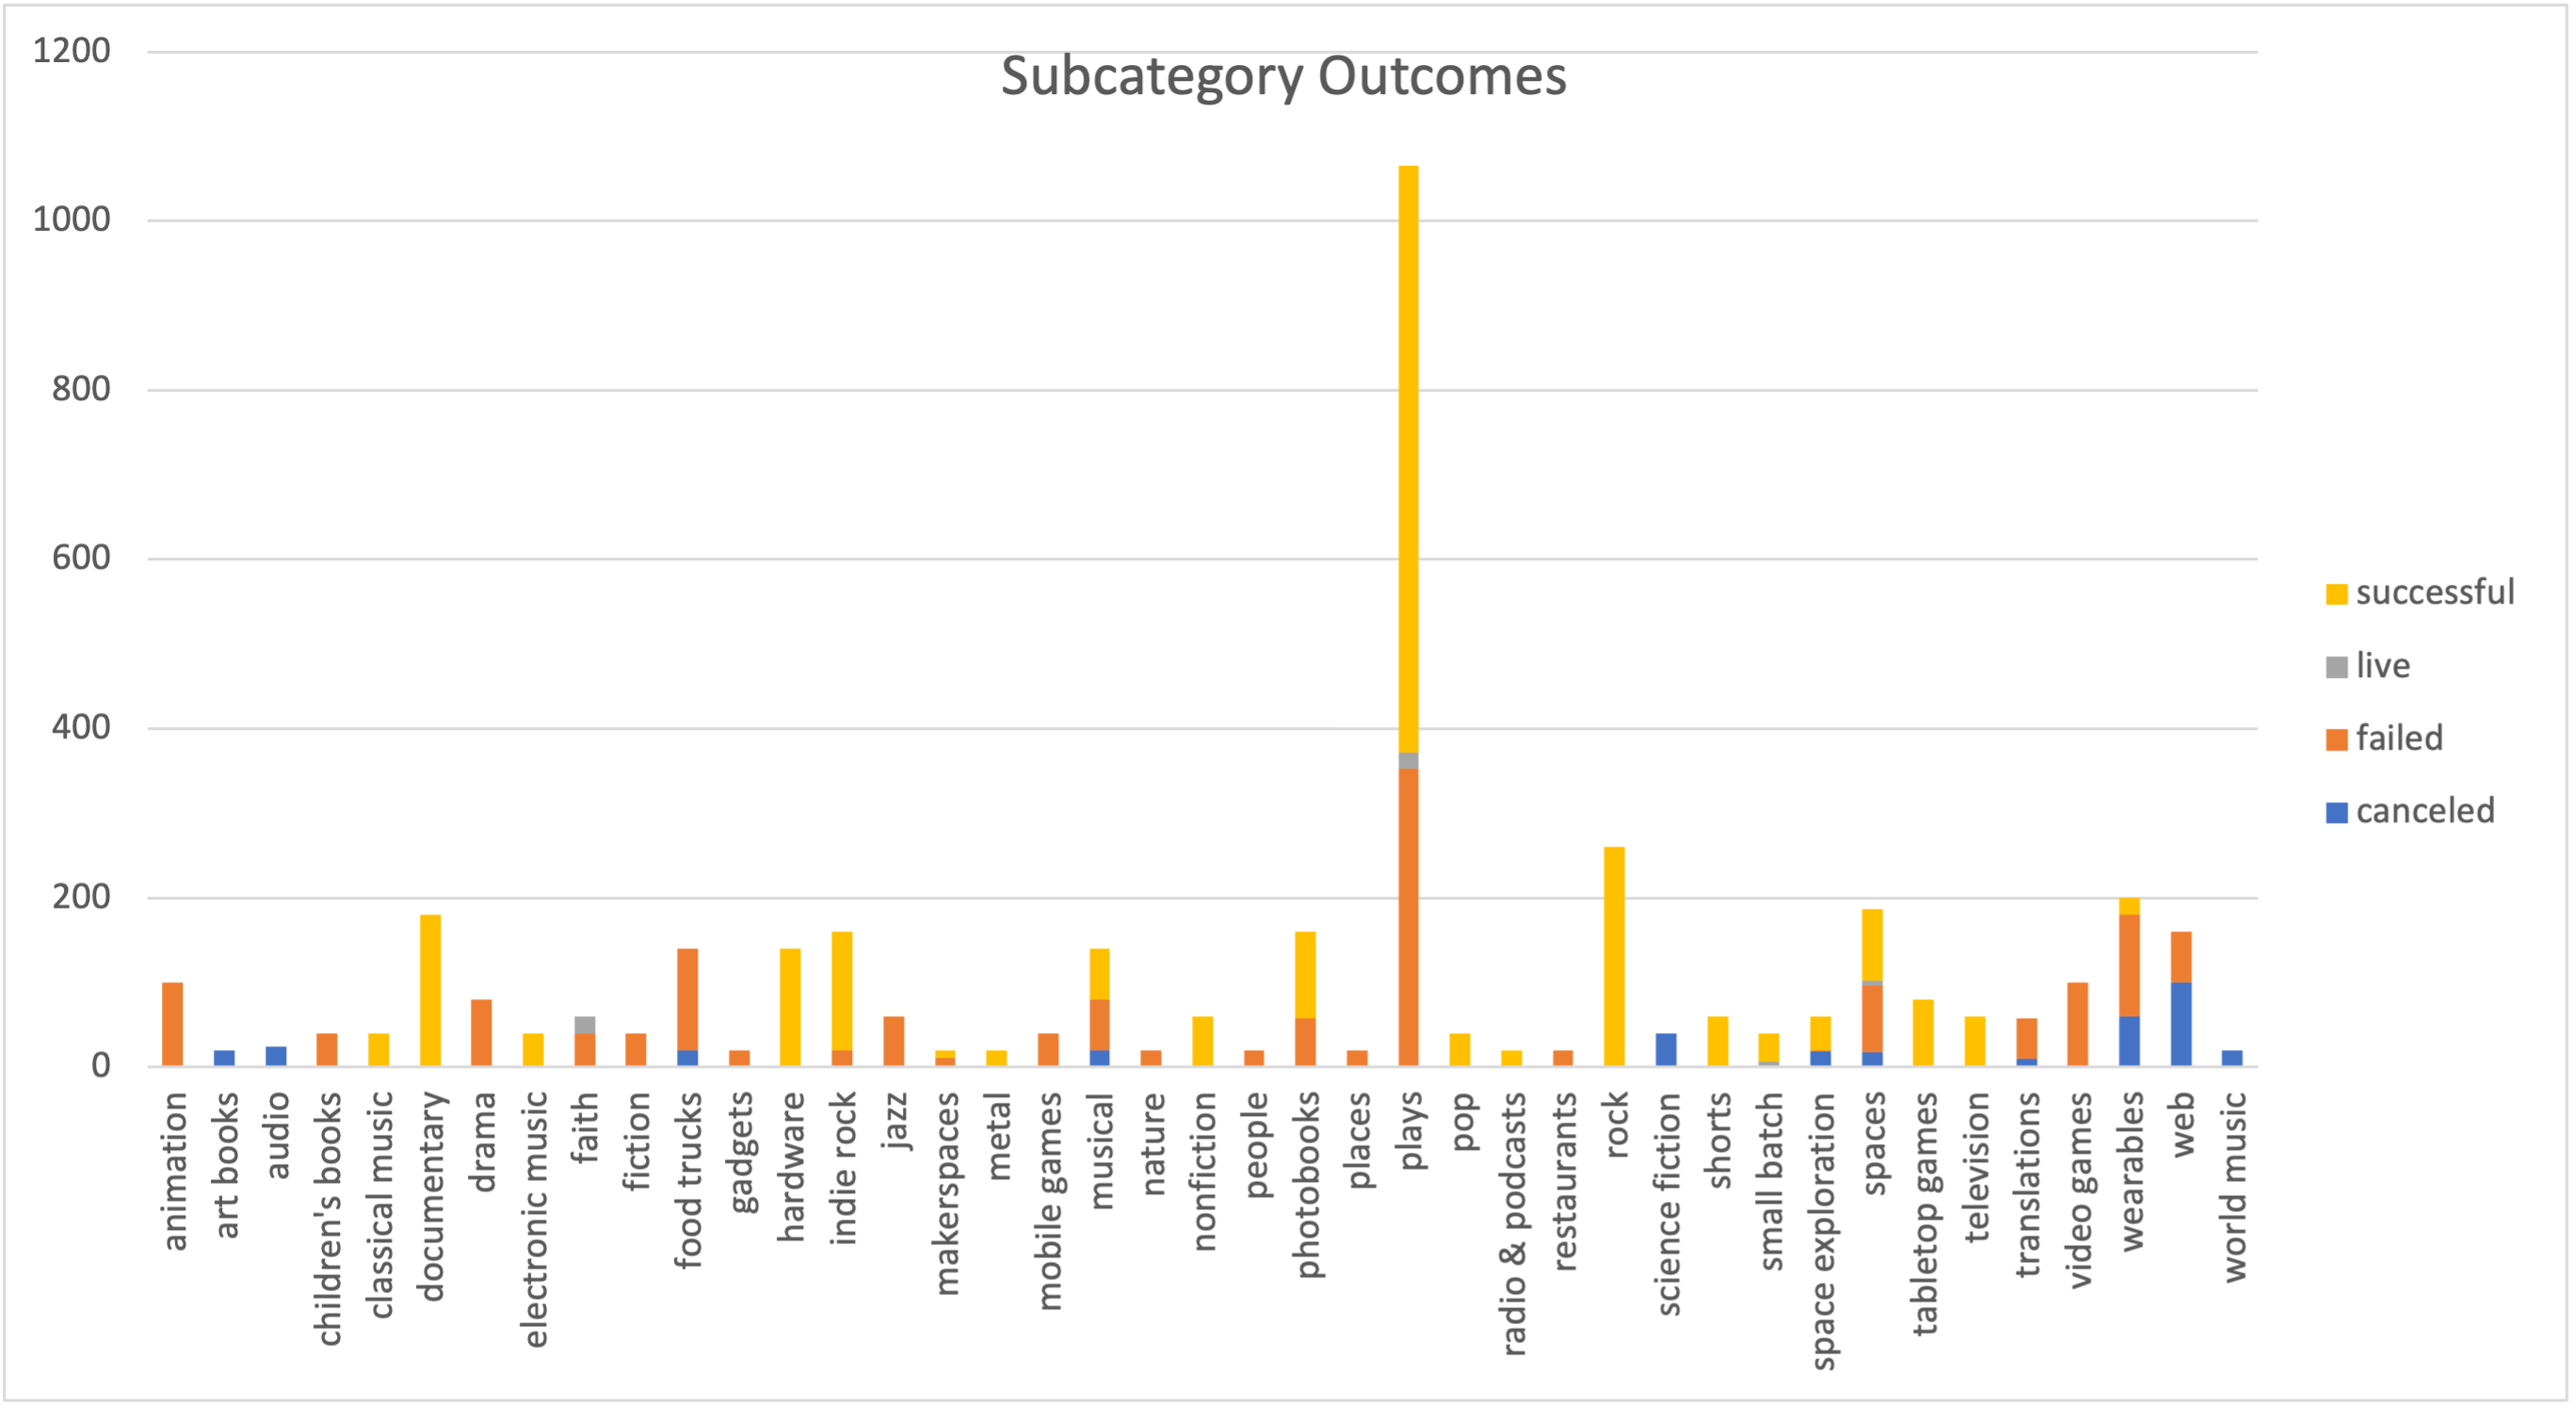 Subcategory Outcomes
1200
1000
800
600
400
200
0
animation
art books
audio
children's books
classical music
documentary
drama
electronic music
faith
fiction
food trucks
gadgets
hardware
indie rock
jazz
makerspaces
metal
mobile games
musical
nature
nonfiction
people
photobooks
places
plays
pop
radio & podcasts
restaurants
rock
science fiction
shorts
small batch
space exploration
spaces
tabletop games
television
translations
video games
wearables
web
world music
successful
live
failed
canceled